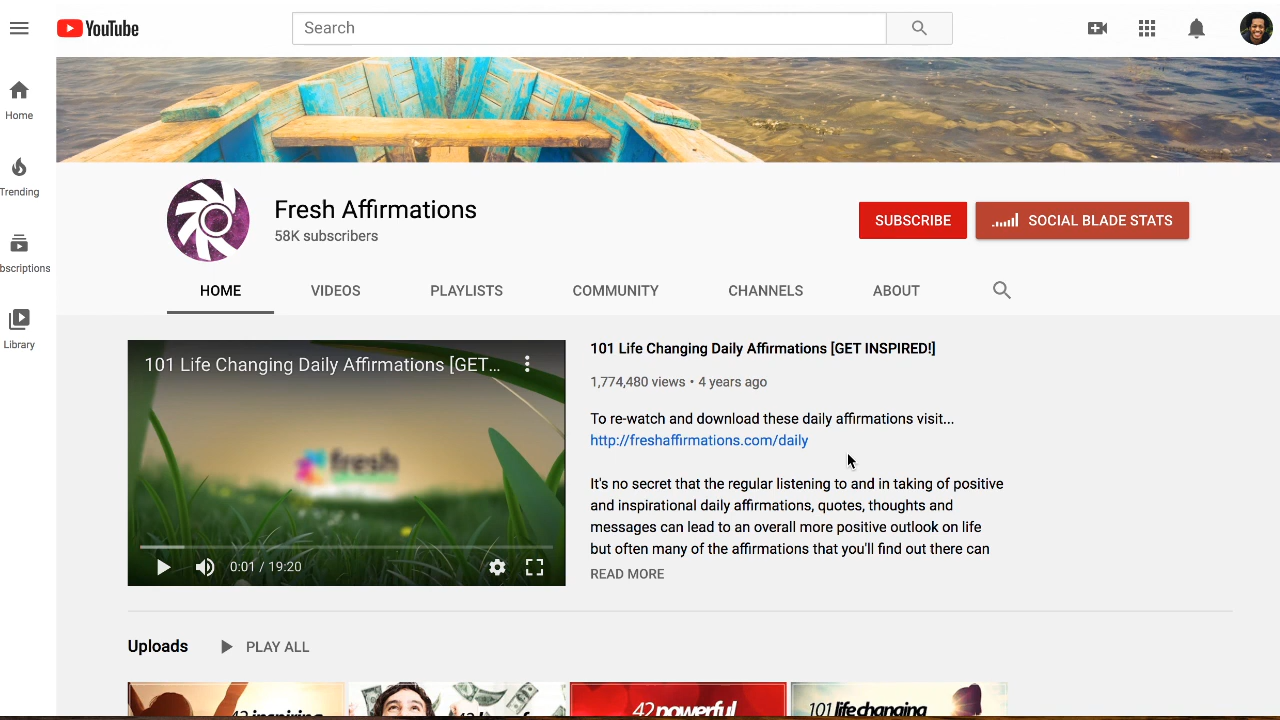 YouTube
Search
Home
Trending
bscriptions
Library
Fresh Affirmations
58K subscribers
SUBSCRIBE
SOCIAL BLADE STATS
HOME VIDEOS PLAYLISTS COMMUNITY CHANNELS ABOUT
101 Life Changing Daily Affirmations [GET...
fresh
0:01 / 19:20
101 Life Changing Daily Affirmations [GET INSPIRED!]
1,774,480 views • 4 years ago
To re-watch and download these daily affirmations visit...
http://freshaffirmations.com/daily
It's no secret that the regular listening to and in taking of positive
and inspirational daily affirmations, quotes, thoughts and
messages can lead to an overall more positive outlook on life
but often many of the affirmations that you'll find out there can
READ MORE
Uploads PLAY ALL
42 inspiring
42 powerful
101 life changing